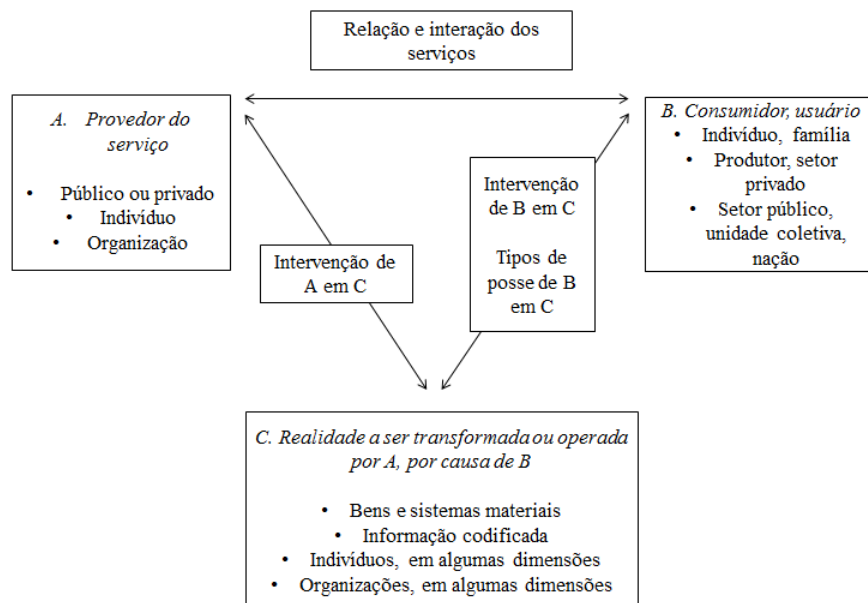 Relação e interação dos
serviços
A. Provedor do
serviço
• Público ou privado
• Indivíduo
• Organização
B. Consumidor, usuário
• Indivíduo, família
• Produtor, setor
privado
• Setor público,
unidade coletiva,
nação
Intervenção de
A em C
Intervenção
de B em C
Tipos de
posse de B
em C
C. Realidade a ser transformada ou operada
por A, por causa de B
• Bens e sistemas materiais
• Informação codificada
• Indivíduos, em algumas dimensões
• Organizações, em algumas dimensões